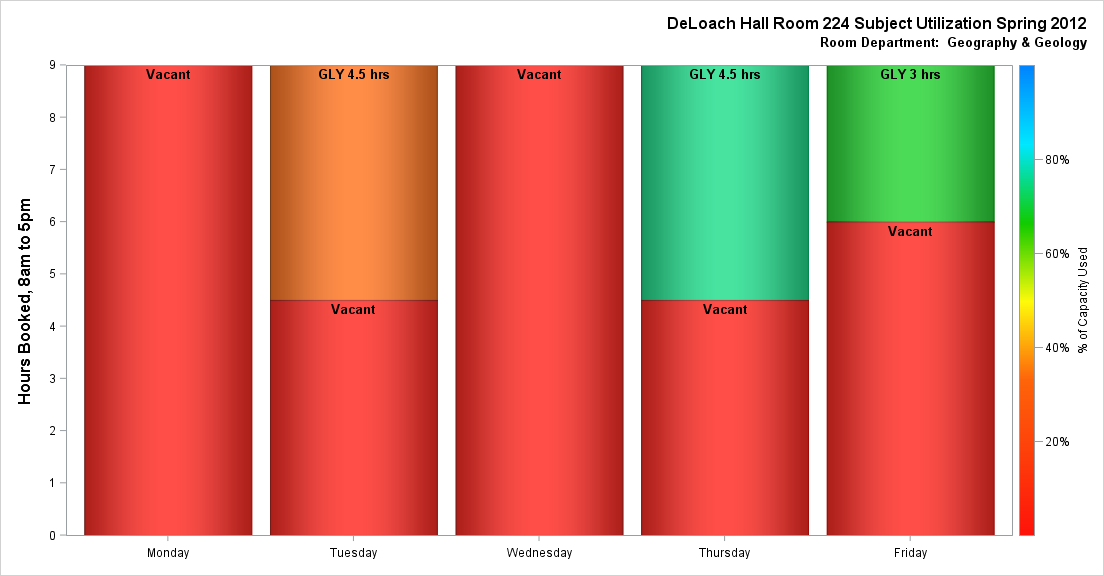 DeLoach Hall Room 224 Subject Utilization Spring 2012
Room Department:  Geography & Geology
Hours Booked, 8am to 5pm
9
8
7
6
5
4
3
2
1
0
Vacant
GLY 4.5 hrs
Vacant
GLY 4.5 hrs
GLY 3 hrs
Vacant
Vacant
Vacant
Monday
Tuesday
Wednesday
Thursday
Friday
80%
60%
40%
20%
% of Capacity Used